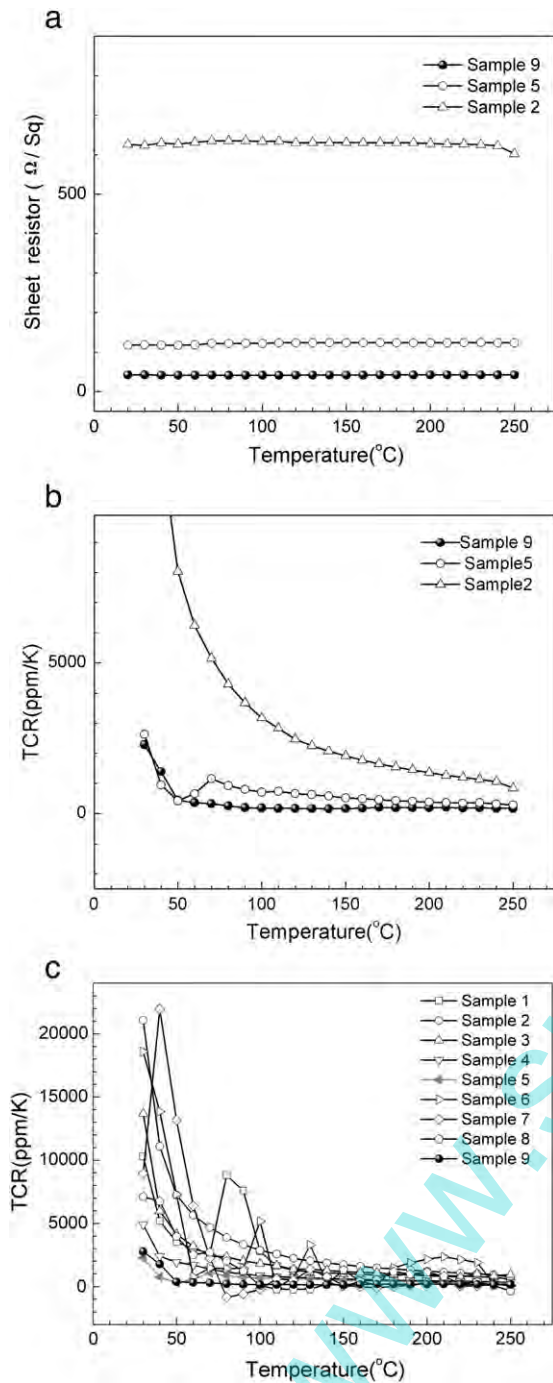 a
Sample 9
Sample 5
Sample 2
500
0
Sheet resistor ( Ω/ Sq)
0 50 100 150 200 250
Temperature(°C)
b
Sample 9
Sample5
Sample2
5000
0
TCR(ppm/K)
0 50 100 150 200 250
Temperature(°C)
c
Sample 1
Sample 2
Sample 3
Sample 4
Sample 5
Sample 6
Sample 7
Sample 8
Sample 9
20000
15000
10000
5000
0
TCR(ppm/K)
0 50 100 150 200 250
Temperature(°C)
www.s